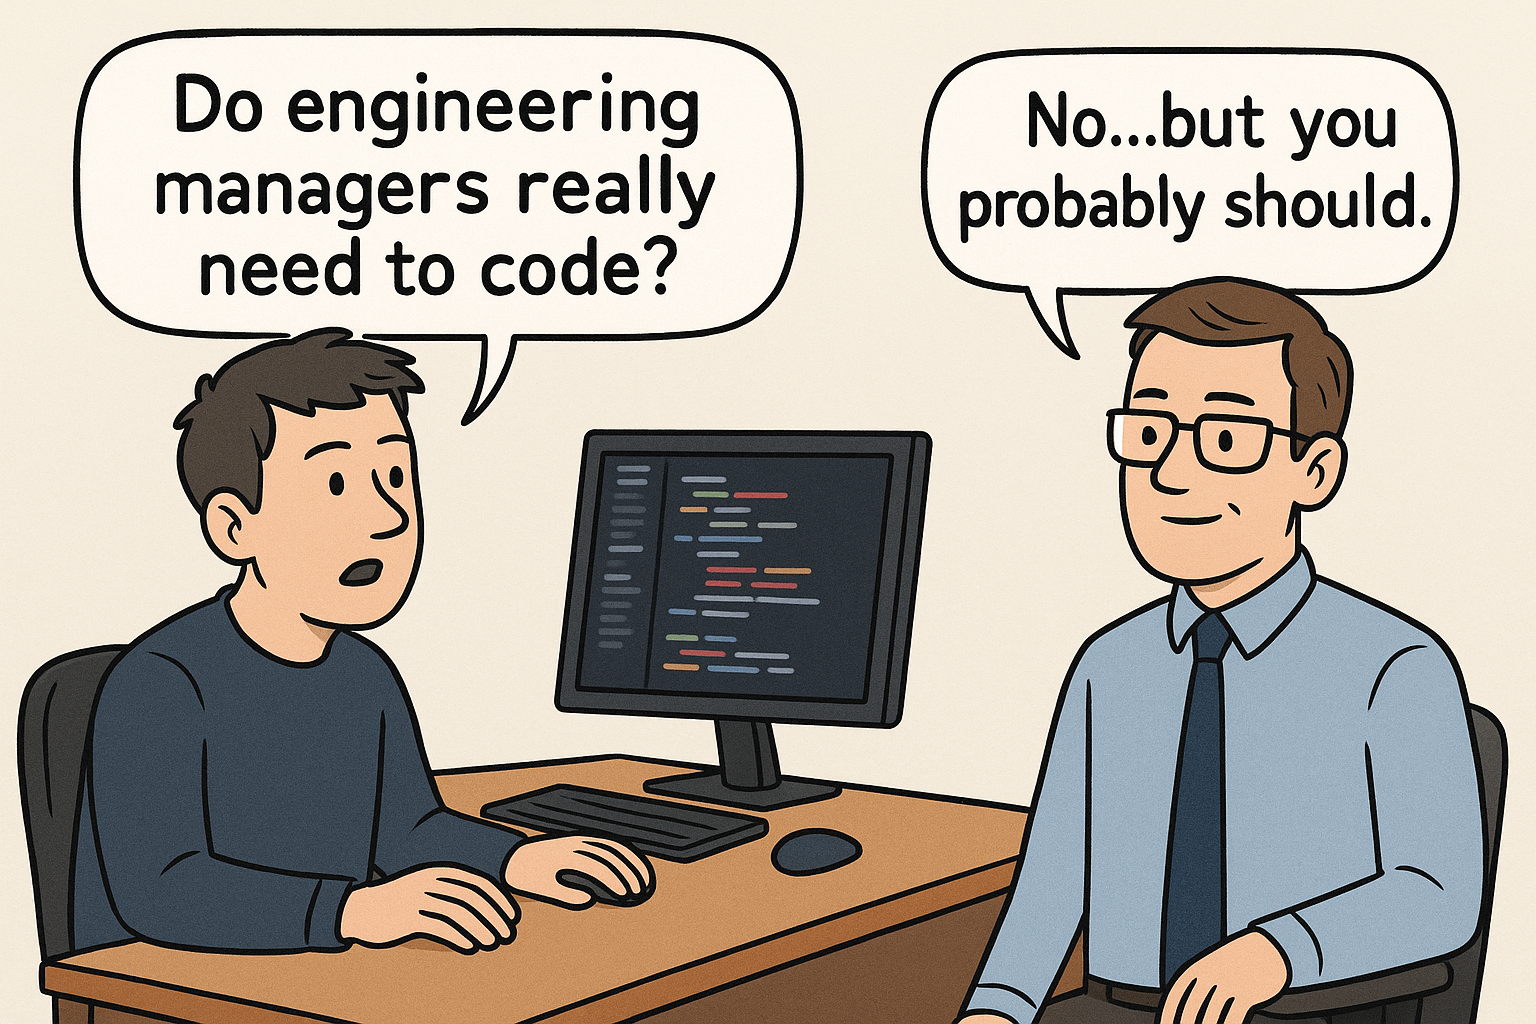 Do engineering
managers really
need to code?
No...but you
probably should.